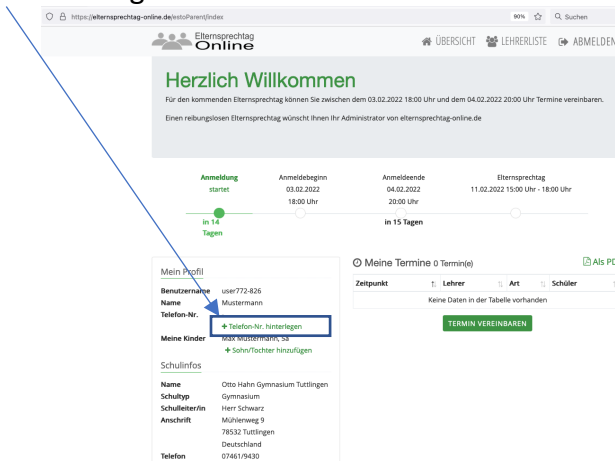 https://elternsprechtag-online.de/estoParent/index
90%
Suchen
Elternsprechtag
Online
ÜBERSICHT
LEHRERLISTE
ABMELDEN
Herzlich Willkommen
Für den kommenden Elternsprechtag können Sie zwischen dem 03.02.2022 18:00 Uhr und dem 04.02.2022 20:00 Uhr Termine vereinbaren.
Einen reibungslosen Elternsprechtag wünscht Ihnen Ihr Administrator von elternsprechtag-online.de
Anmeldung Anmeldebeginn Anmeldeende Elternsprechtag
startet 03.02.2022 04.02.2022 11.02.2022 15:00 Uhr - 18:00 Uhr
18:00 Uhr 20:00 Uhr
in 14 in 15 Tagen
Tagen
Mein Profil
Benutzername user772-826
Name Mustermann
Telefon-Nr.
+ Telefon-Nr. hinterlegen
Meine Kinder Max Mustermann, 5a
+ Sohn/Tochter hinzufügen
Schulinfos
Name Otto Hahn Gymnasium Tuttlingen
Schultyp Gymnasium
Schulleiter/in Herr Schwarz
Anschrift Mühlenweg 9
78532 Tuttlingen
Deutschland
Telefon 07461/9430
Meine Termine 0 Termin(e)
Als PD
Zeitpunkt Lehrer Art Schüler
Keine Daten in der Tabelle vorhanden
TERMIN VEREINBAREN